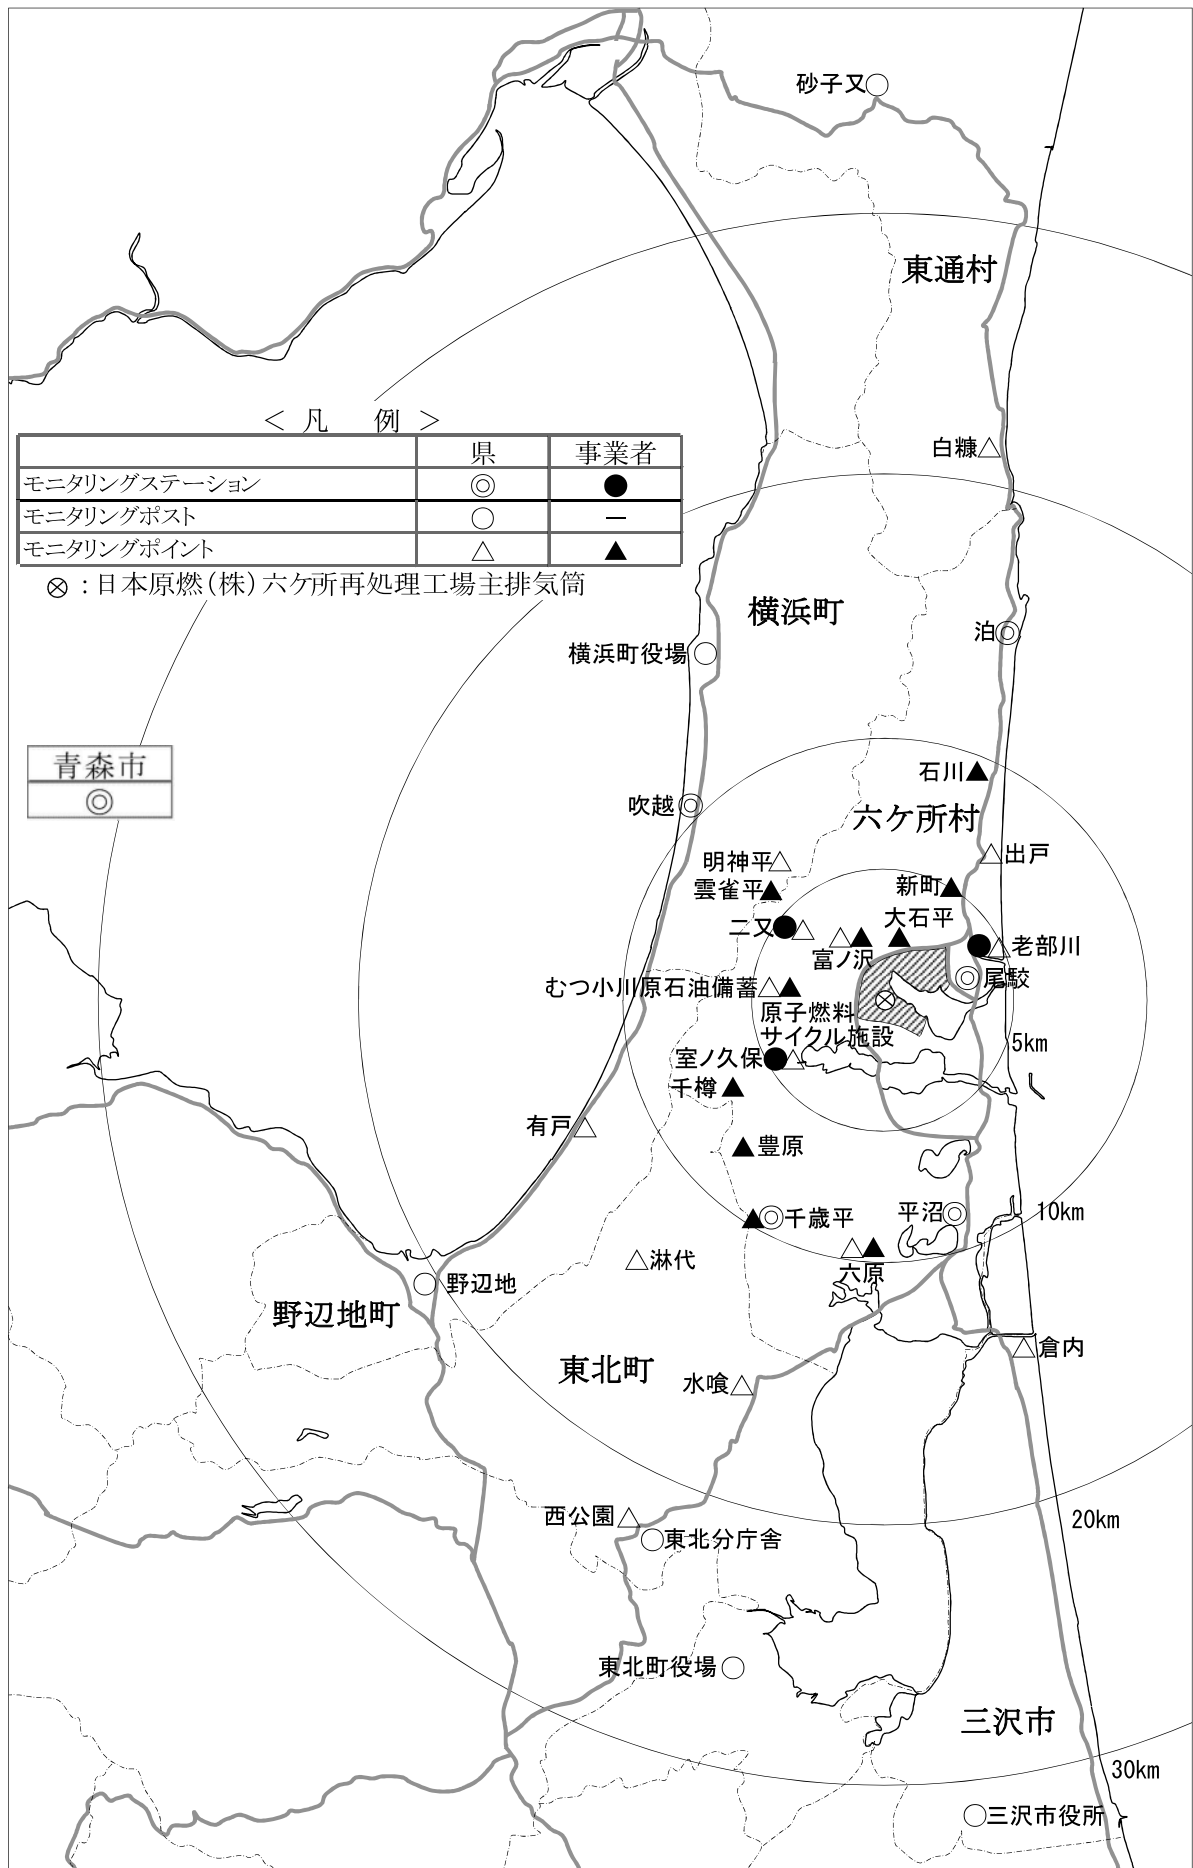 砂子又
東通村
＜ 凡 例 ＞
県 事業者
モニタリングステーション ◎ ●
モニタリングポスト ○ －
モニタリングポイント △ ▲
⊗ : 日本原燃(株) 六ケ所再処理工場主排気筒
白糠
横浜町
泊
横浜町役場
青森市
◎
石川
吹越
六ケ所村
明神平
出戸
雲雀平
新町
大石平
二又
富ノ沢
老部川
尾駮
むつ小川原石油備蓄
原子燃料
サイクル施設
5km
室ノ久保
千樽
有戸
豊原
千歳平
平沼
10km
淋代
六原
野辺地
野辺地町
倉内
東北町
水喰
西公園
東北分庁舎
20km
東北町役場
三沢市
30km
三沢市役所